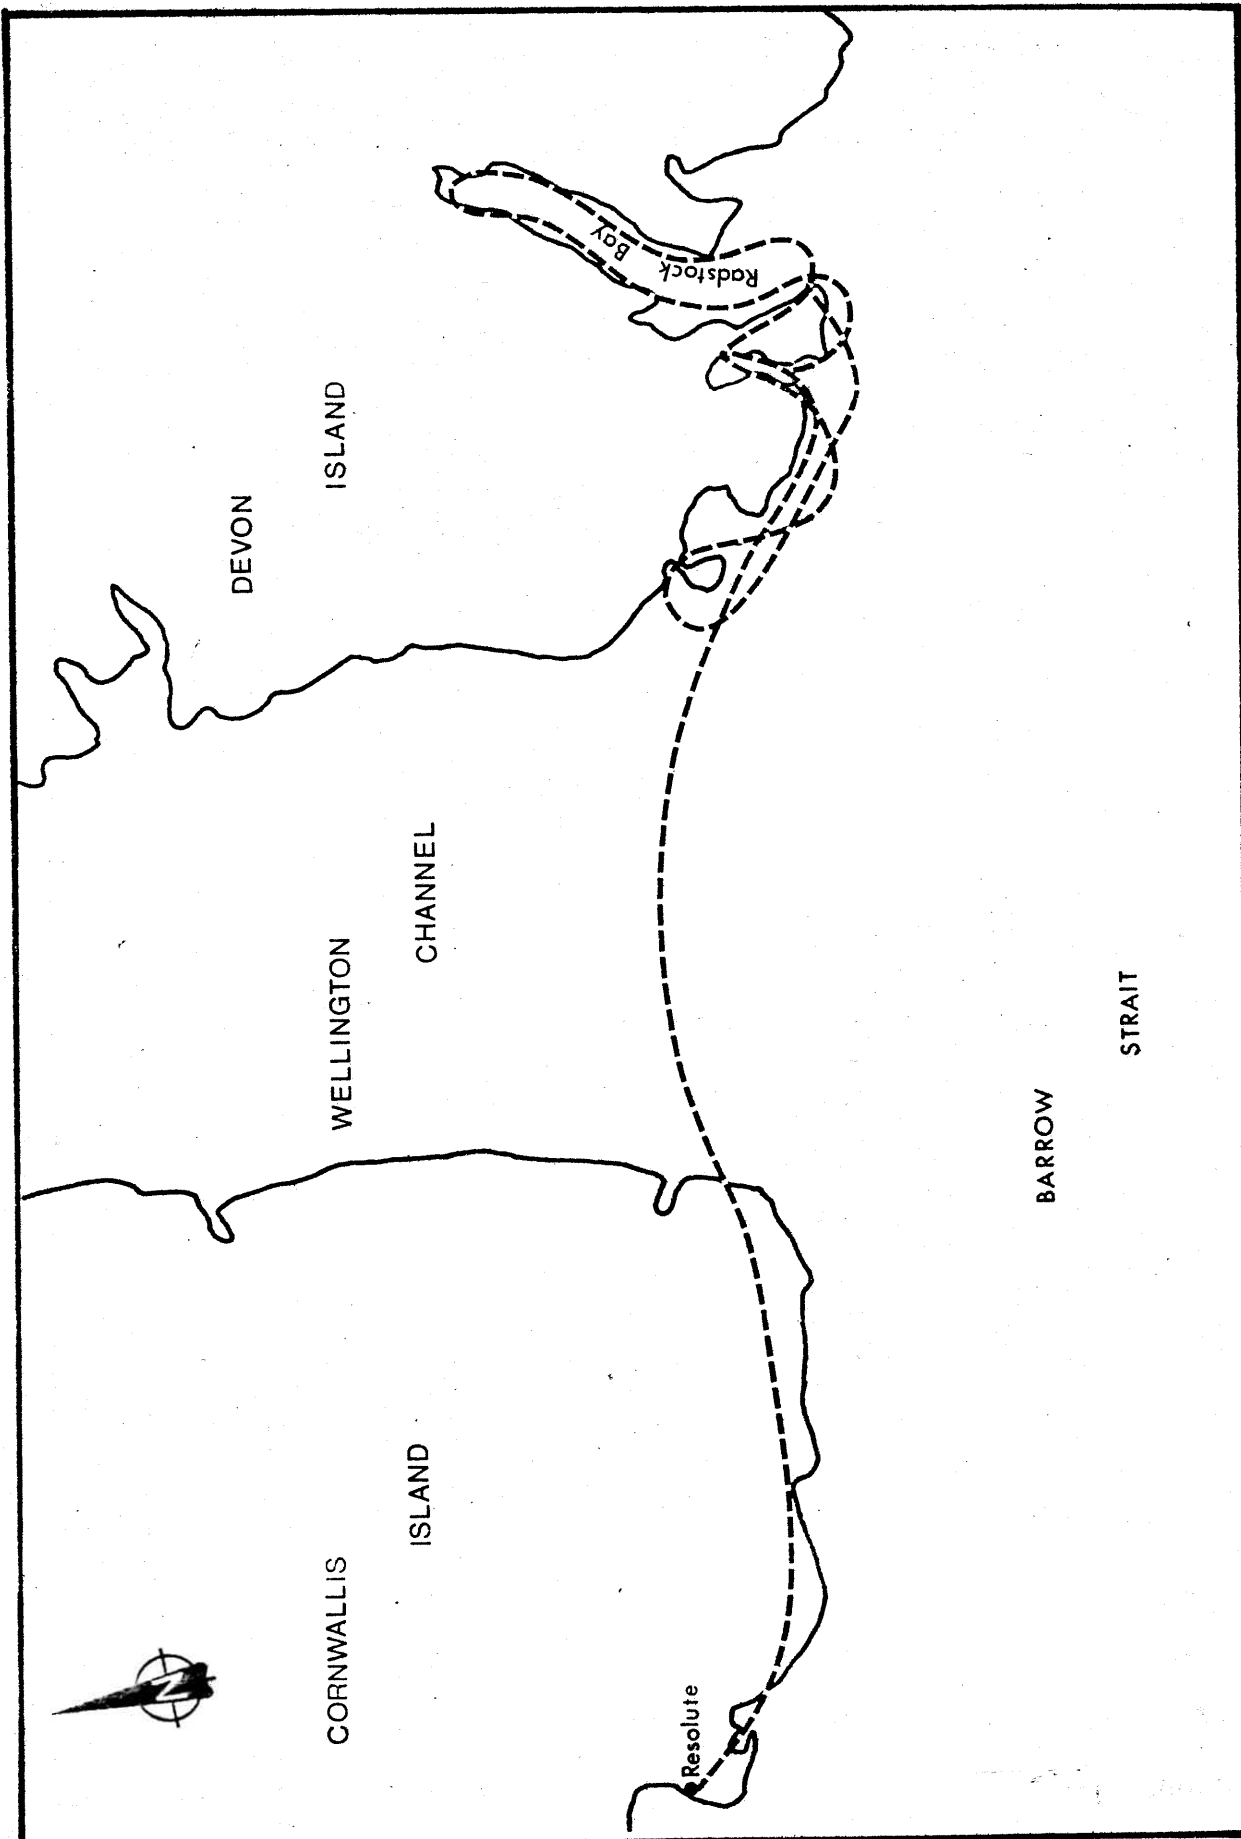 DEVON
ISLAND
Radstock
Bay
WELLINGTON
CHANNEL
CORNWALLIS
ISLAND
N
Resolute
BARROW
STRAIT